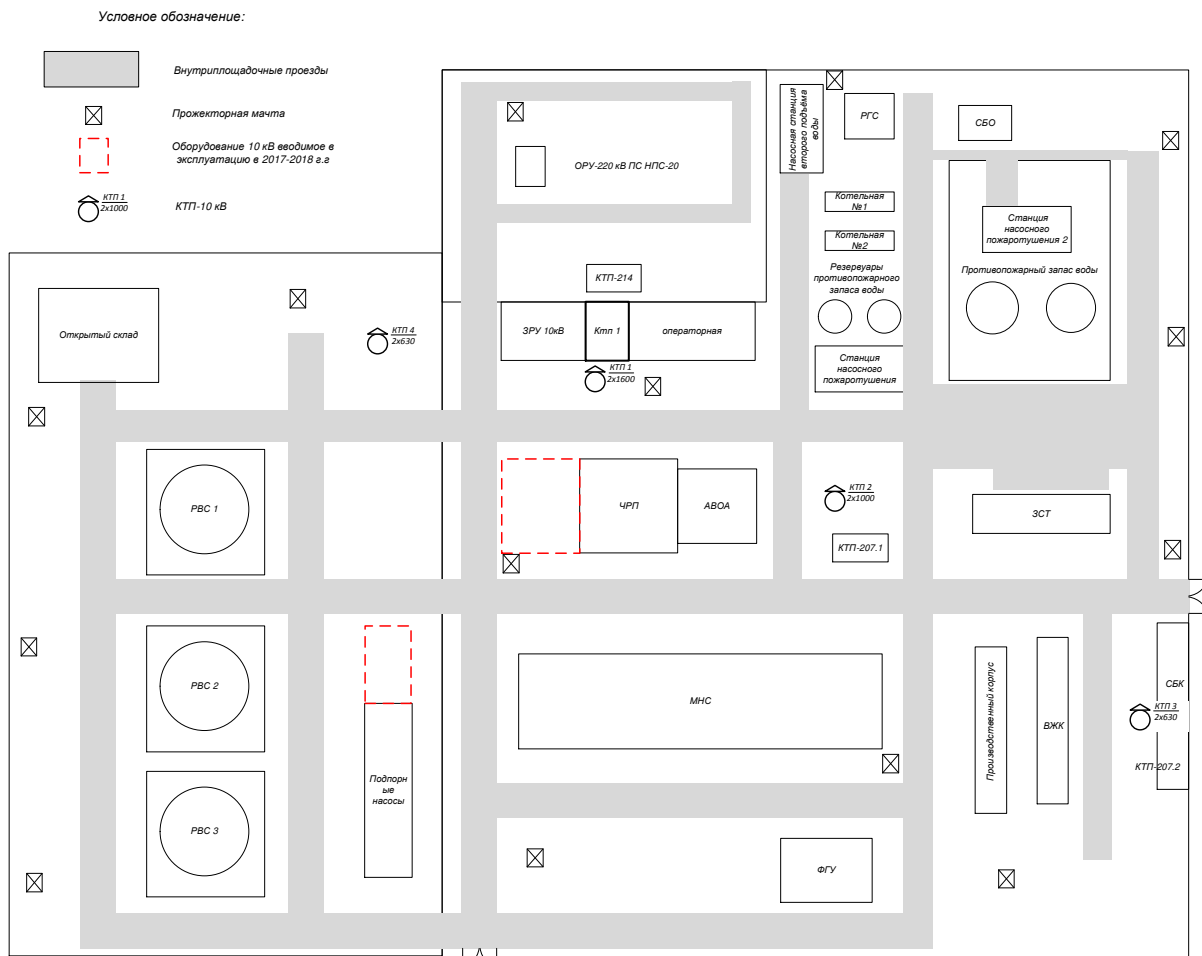 Условное обозначение:
Внутриплощадочные проезды
Прожекторная мачта
Оборудование 10 кВ вводимое в
эксплуатацию в 2017-2018 г.г
КТП 1
2х1000
КТП-10 кВ
Насосная станция
второго подъёма
воды
РГС
СБО
ОРУ-220 кВ ПС НПС-20
Котельная
№1
Котельная
№2
Станция
насосного
пожаротушения 2
Резервуары
противопожарного
запаса воды
Противопожарный запас воды
КТП-214
Открытый склад
КТП 4
2х630
ЗРУ 10кВ
Ктп 1
операторная
КТП 1
2х1600
Станция
насосного
пожаротушения
РВС 1
ЧРП
АВОА
КТП 2
2х1000
КТП-207.1
ЗСТ
РВС 2
МНС
Производственный корпус
ВЖК
СБК
КТП 3
2х630
КТП-207.2
Подпорн
ые
насосы
РВС 3
ФГУ